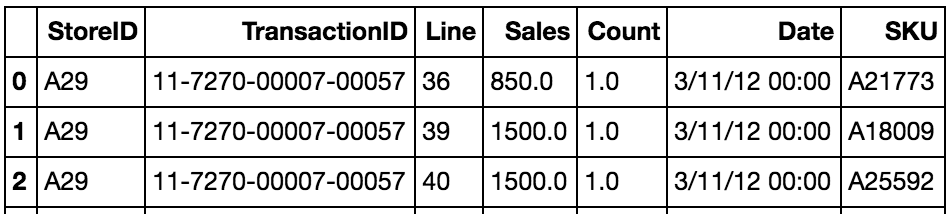 StoreID TransactionID Line Sales Count Date SKU
0 A29 11-7270-00007-00057 36 850.0 1.0 3/11/12 00:00 A21773
1 A29 11-7270-00007-00057 39 1500.0 1.0 3/11/12 00:00 A18009
2 A29 11-7270-00007-00057 40 1500.0 1.0 3/11/12 00:00 A25592